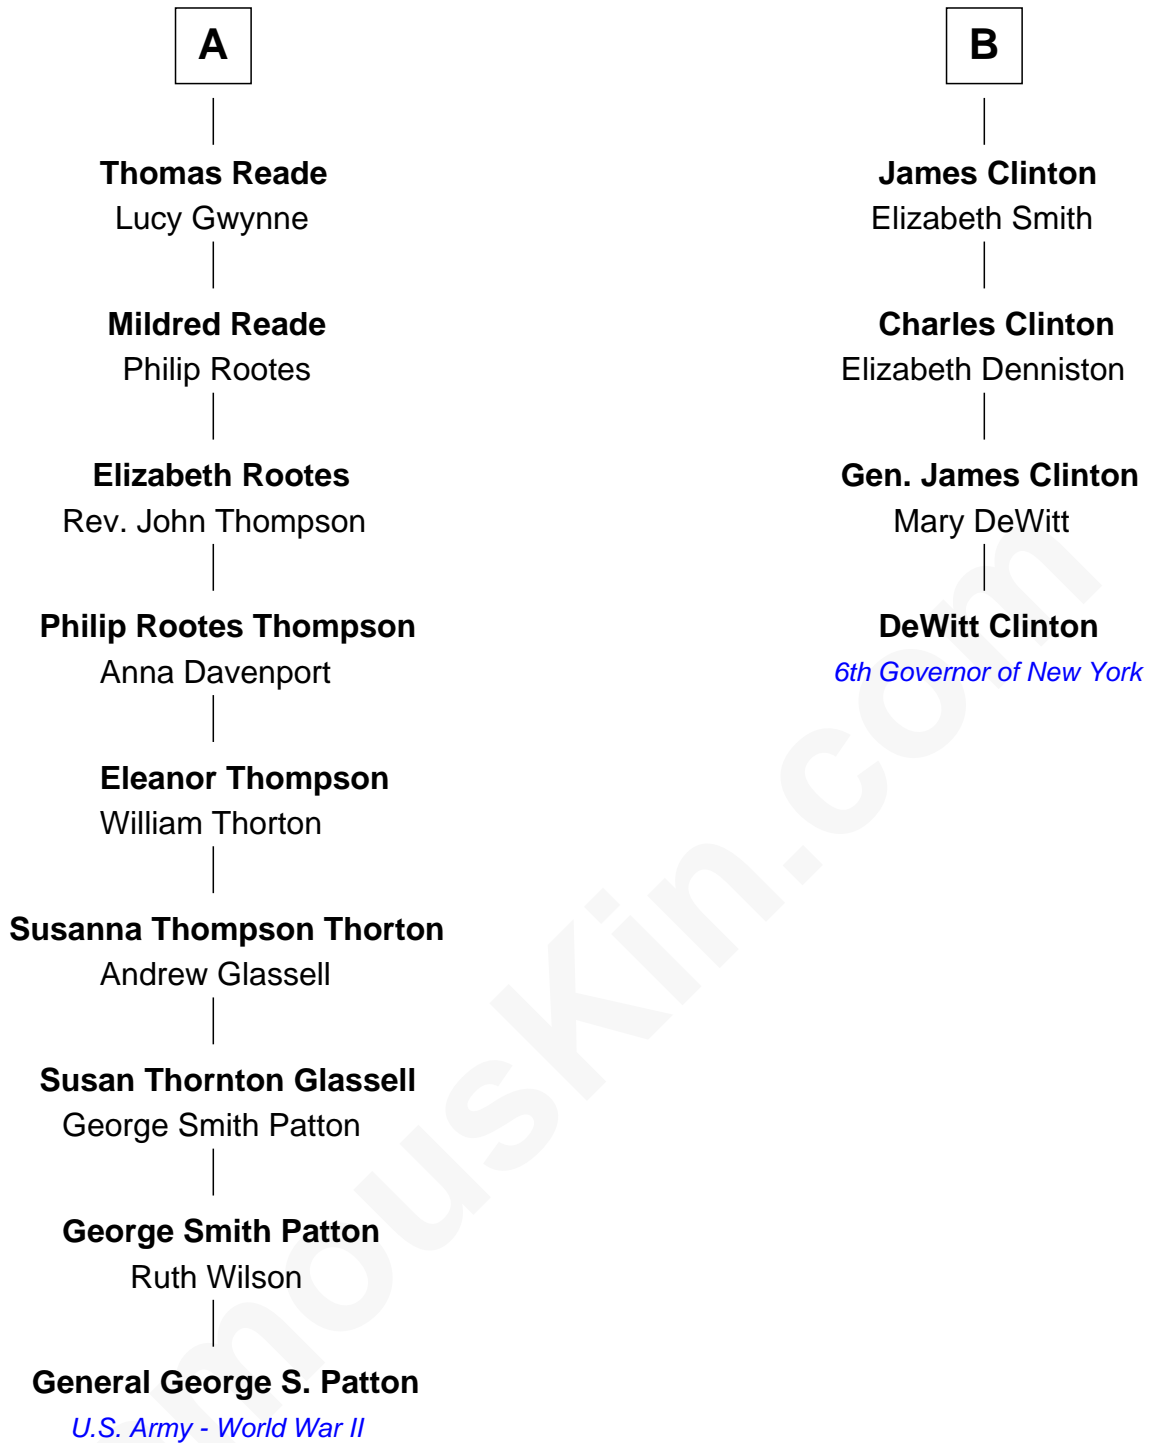 A
Thomas Reade
Lucy Gwynne
Mildred Reade
Philip Rootes
Elizabeth Rootes
Rev. John Thompson
Philip Rootes Thompson
Anna Davenport
Eleanor Thompson
William Thorton
Susanna Thompson Thorton
Andrew Glassell
Susan Thornton Glassell
George Smith Patton
George Smith Patton
Ruth Wilson
General George S. Patton
U.S. Army - World War II
B
James Clinton
Elizabeth Smith
Charles Clinton
Elizabeth Denniston
Gen. James Clinton
Mary DeWitt
DeWitt Clinton
6th Governor of New York
mouskin.com